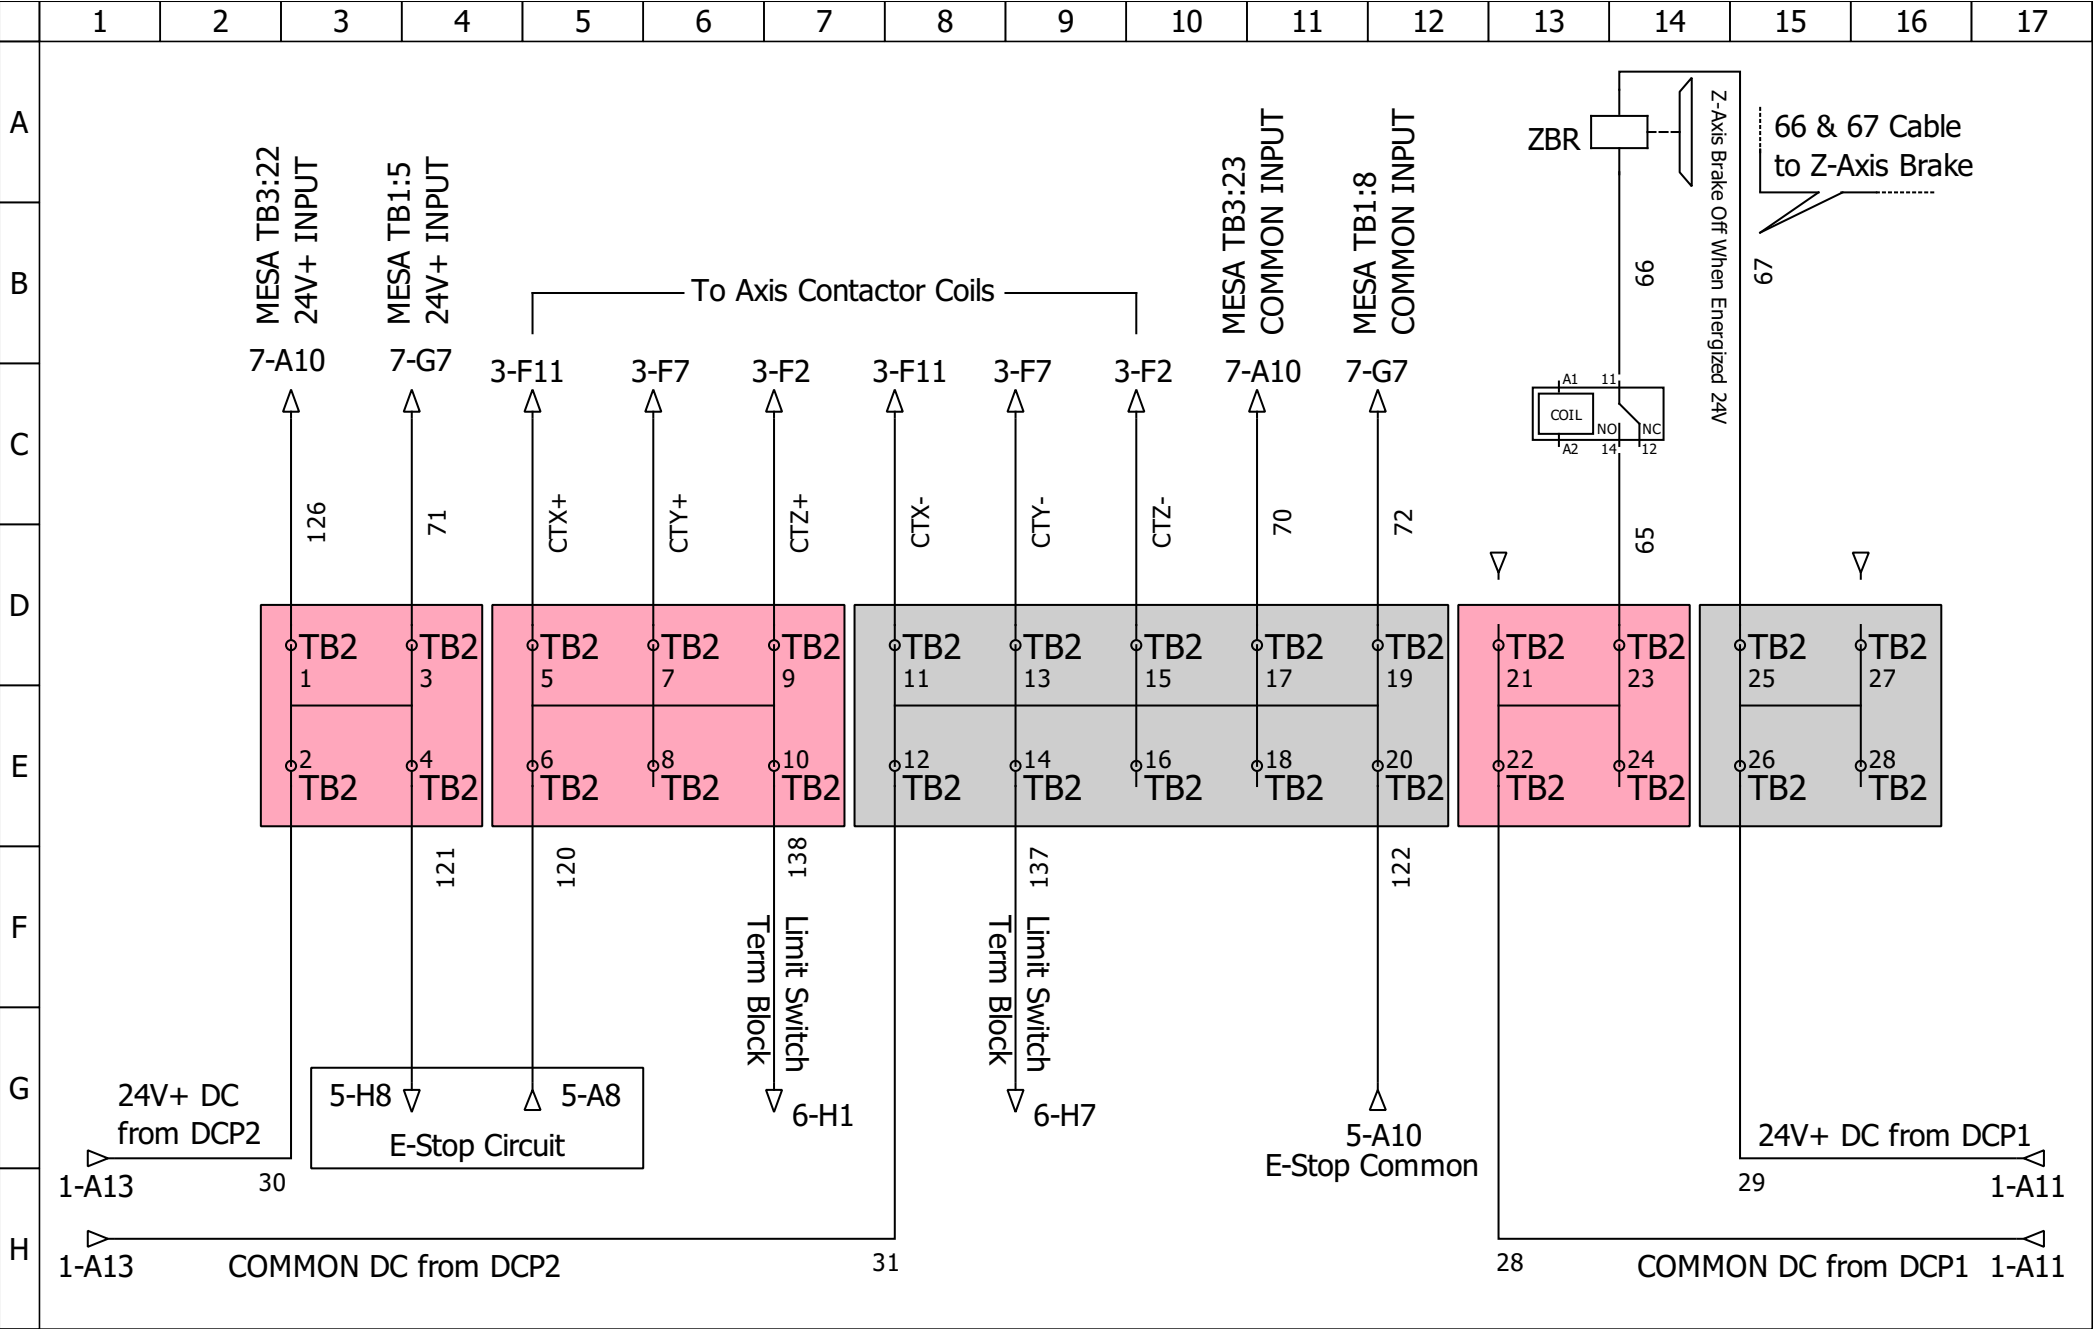 1 2 3 4 5 6 7 8 9 10 11 12 13 14 15 16 17
A
B
C
D
E
F
G
H
MESA TB3:22
24V+ INPUT
7-A10
MESA TB1:5
24V+ INPUT
7-G7
To Axis Contactor Coils
3-F11
3-F7
3-F2
3-F11
3-F7
3-F2
MESA TB3:23
COMMON INPUT
7-A10
MESA TB1:8
COMMON INPUT
7-G7
ZBR
Z-Axis Brake Off When Energized 24V
66 & 67 Cable
to Z-Axis Brake
66
67
A1 11
COIL
NO NC
A2 14 12
126
71
CTX+
CTY+
CTZ+
CTX-
CTY-
CTZ-
70
72
65
TB2 TB2 TB2 TB2 TB2 TB2 TB2 TB2 TB2 TB2 TB2 TB2 TB2 TB2
1 3 5 7 9 11 13 15 17 19 21 23 25 27
2 4 6 8 10 12 14 16 18 20 22 24 26 28
TB2 TB2 TB2 TB2 TB2 TB2 TB2 TB2 TB2 TB2 TB2 TB2 TB2 TB2
121
120
138
137
122
Limit Switch
Term Block
Limit Switch
Term Block
24V+ DC
from DCP2
1-A13
30
5-H8
5-A8
E-Stop Circuit
6-H1
6-H7
5-A10
E-Stop Common
24V+ DC from DCP1
29
1-A11
1-A13
COMMON DC from DCP2
31
28
COMMON DC from DCP1
1-A11